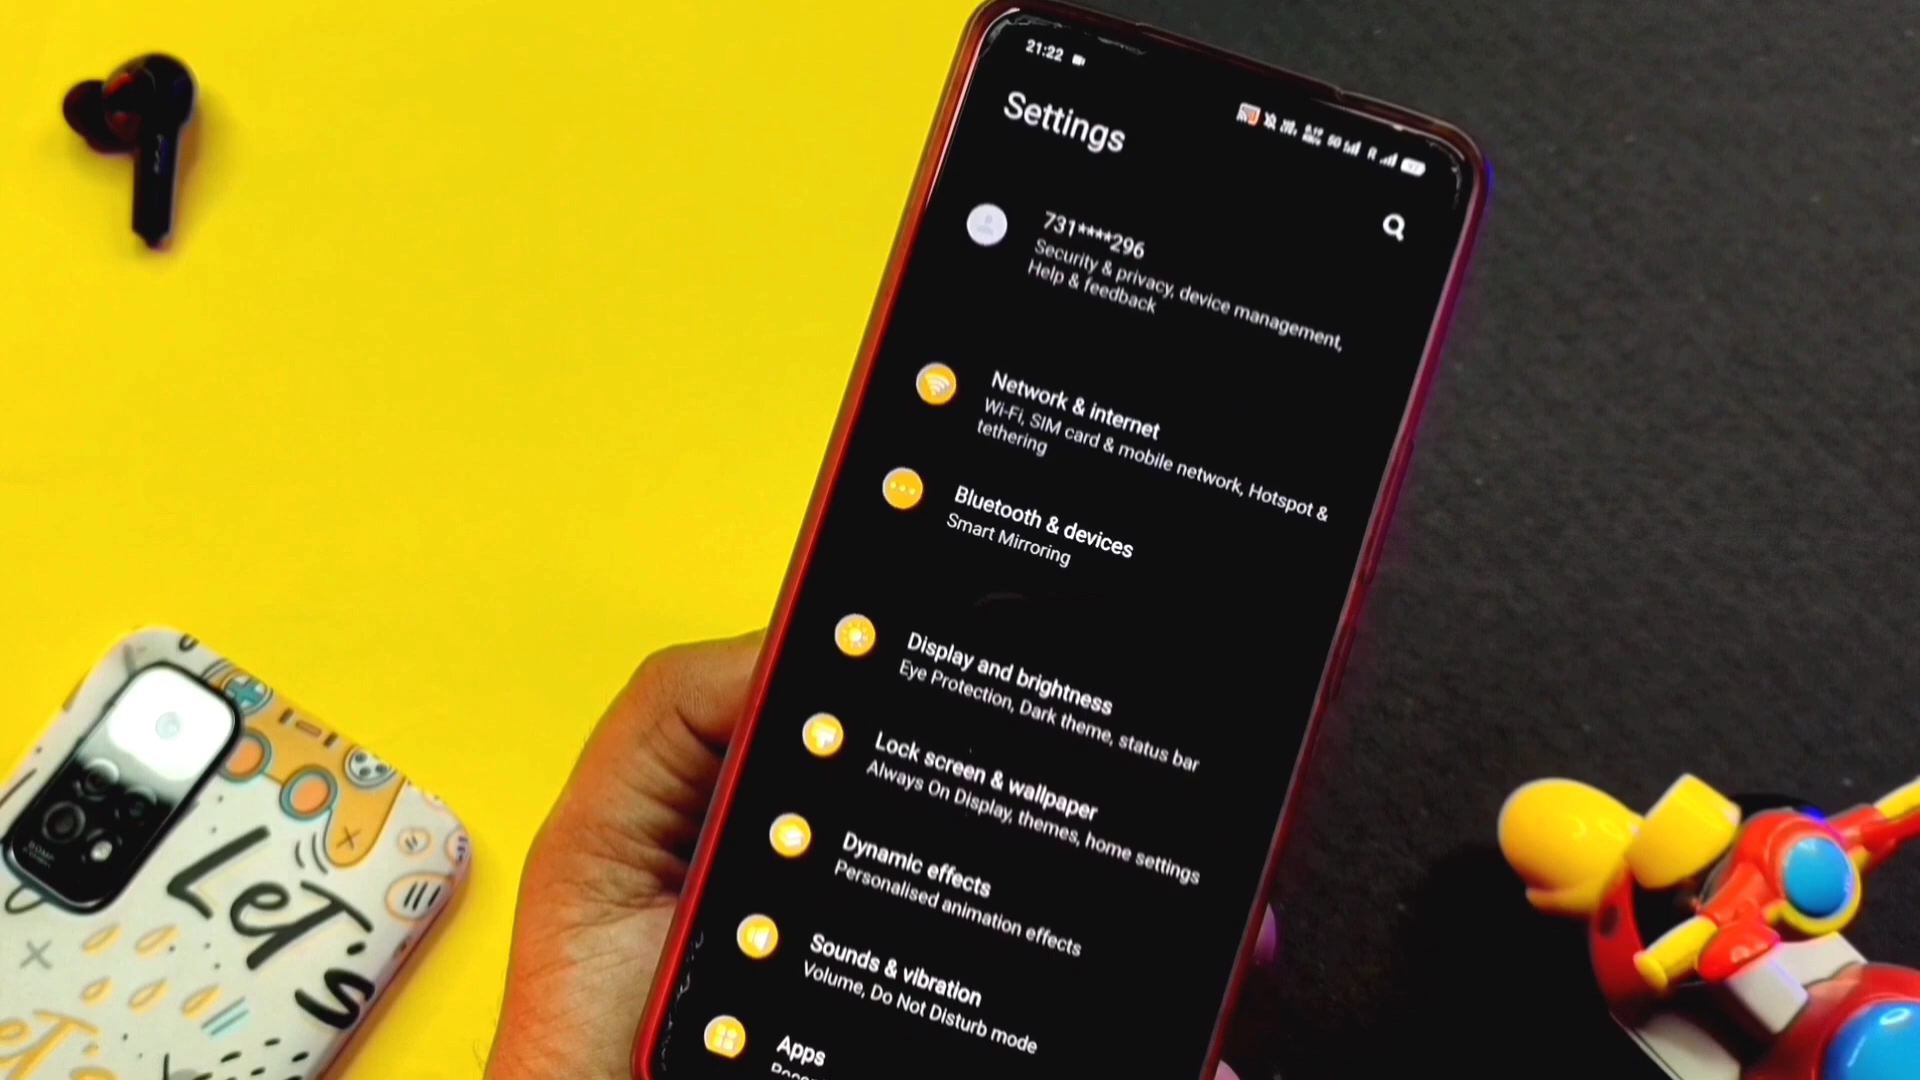 21:22
5G R
Settings
731****296
Security & privacy, device management,
Help & feedback
Network & internet
Wi-Fi, SIM card & mobile network, Hotspot &
tethering
Bluetooth & devices
Smart Mirroring
Display and brightness
Eye Protection, Dark theme, status bar
Lock screen & wallpaper
Always On Display, themes, home settings
Dynamic effects
Personalised animation effects
Sounds & vibration
Volume, Do Not Disturb mode
Apps
LeT's